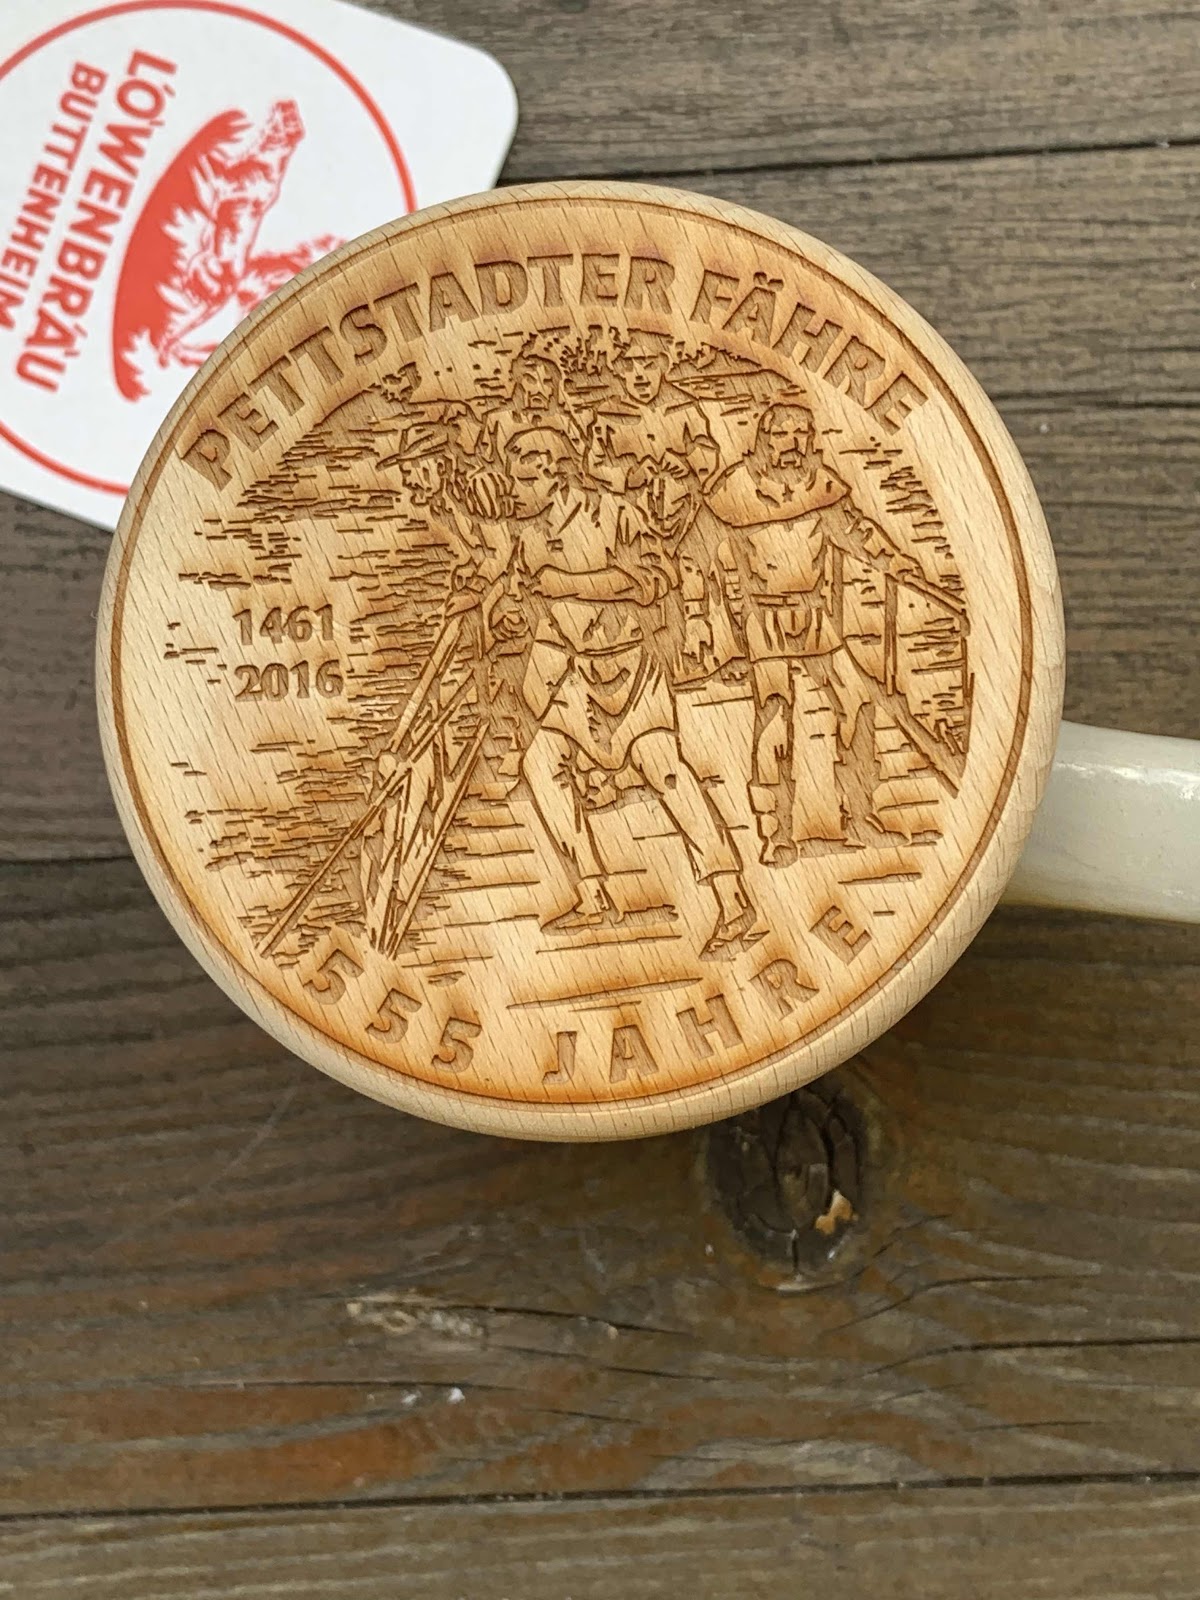 LÖWENBRÄU
BUTTENHEIM
PETTSTADTER FÄHRE
1461
2016
555 JAHRE